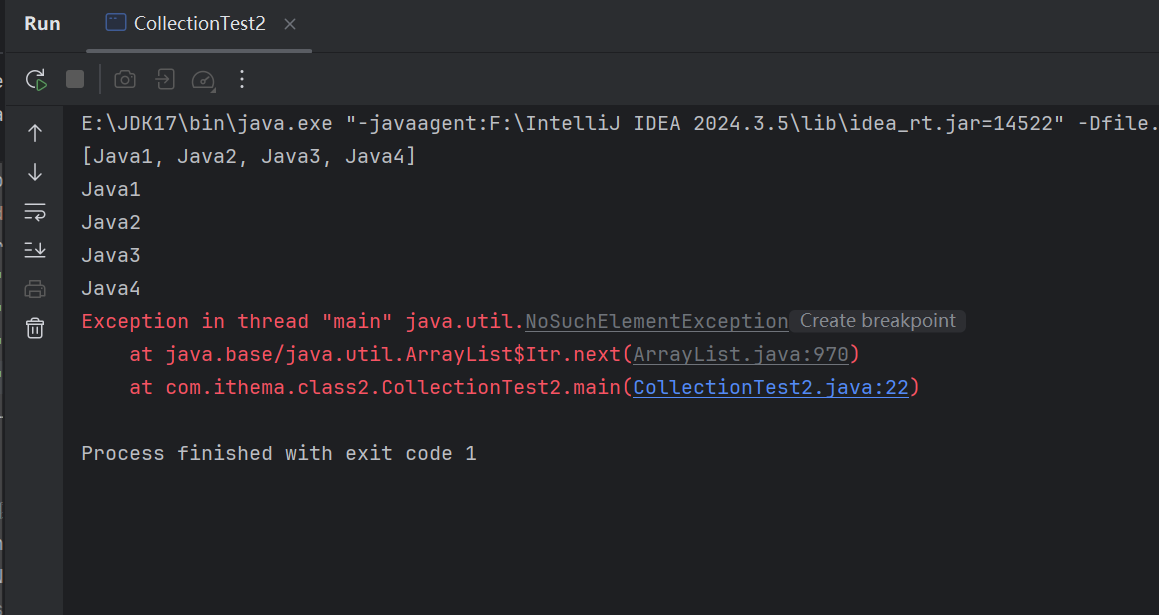 Run CollectionTest2
E:\JDK17\bin\java.exe "-javaagent:F:\IntelliJ IDEA 2024.3.5\lib\idea_rt.jar=14522" -Dfile.
[Java1, Java2, Java3, Java4]
Java1
Java2
Java3
Java4
Exception in thread "main" java.util.NoSuchElementException Create breakpoint
at java.base/java.util.ArrayList$Itr.next(ArrayList.java:970)
at com.ithema.class2.CollectionTest2.main(CollectionTest2.java:22)
Process finished with exit code 1